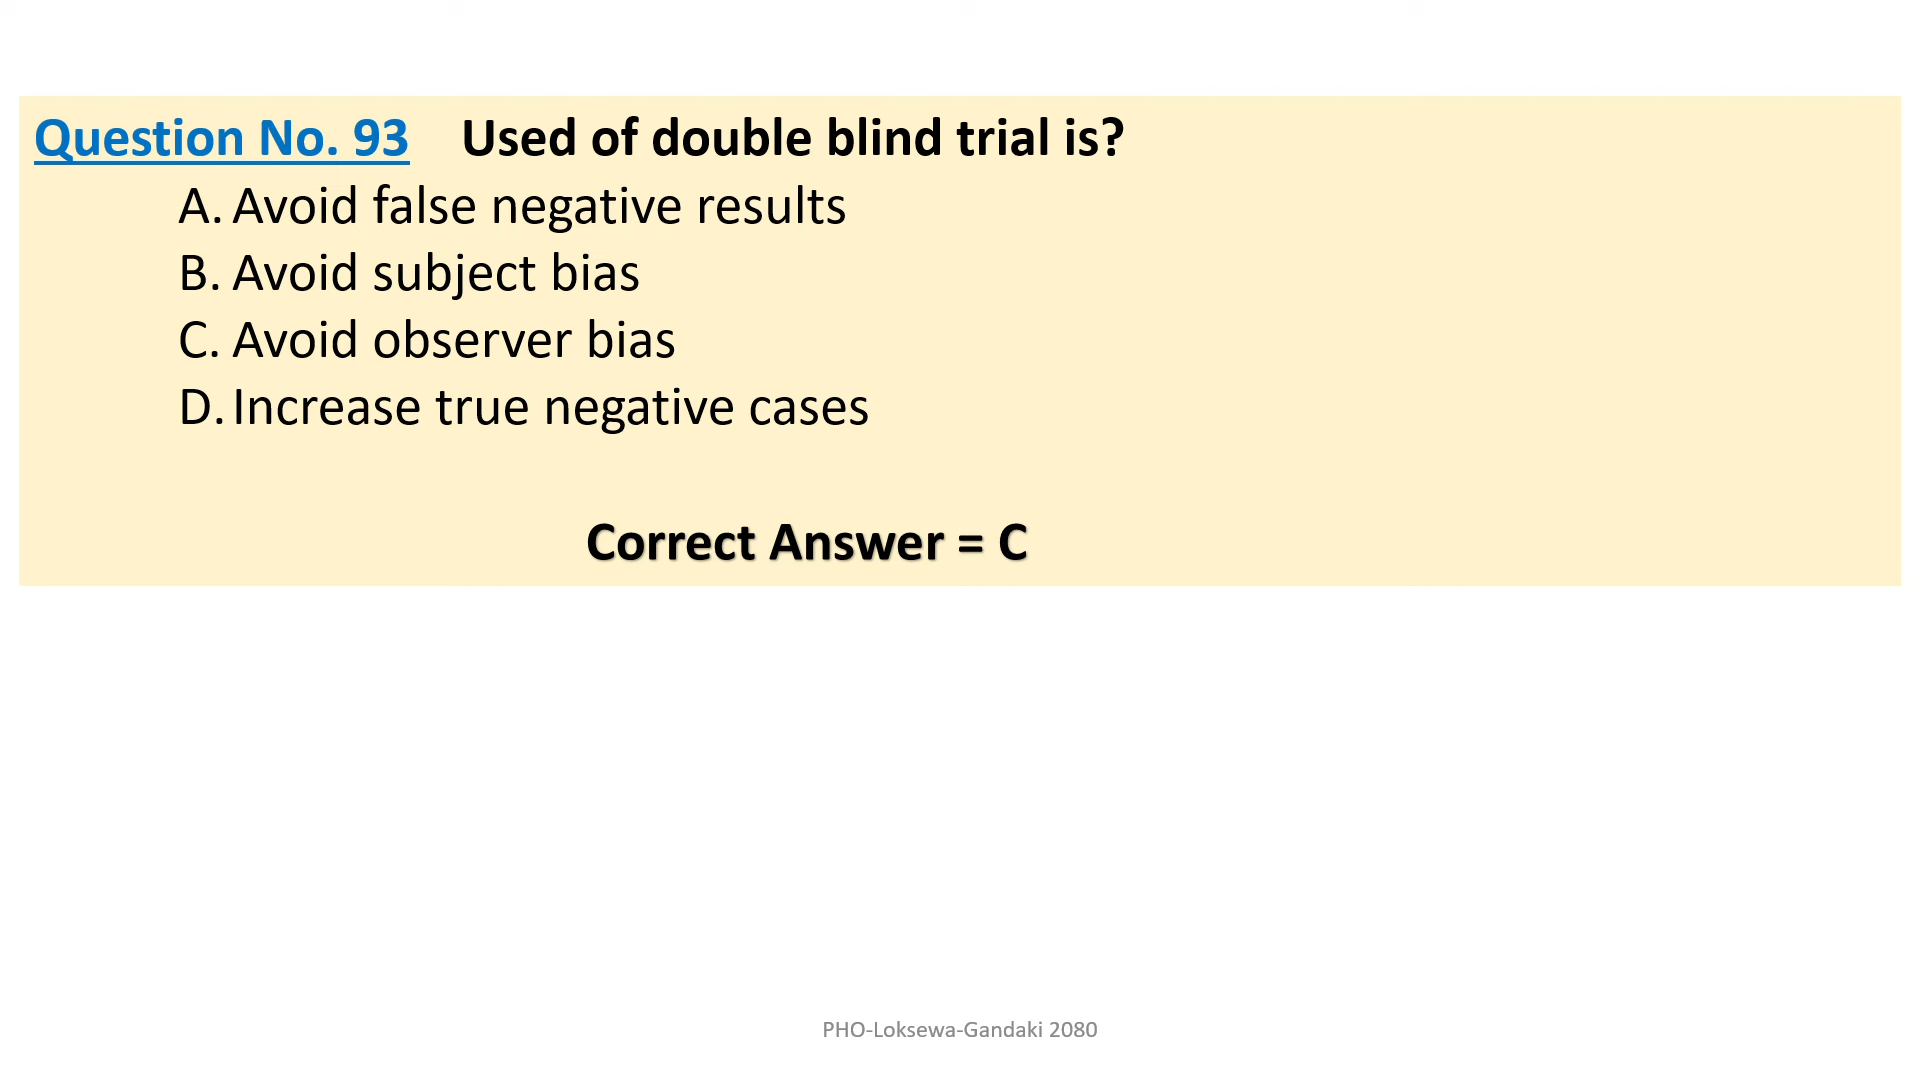 Question No. 93 Used of double blind trial is?
A. Avoid false negative results
B. Avoid subject bias
C. Avoid observer bias
D. Increase true negative cases
Correct Answer = C
PHO-Loksewa-Gandaki 2080